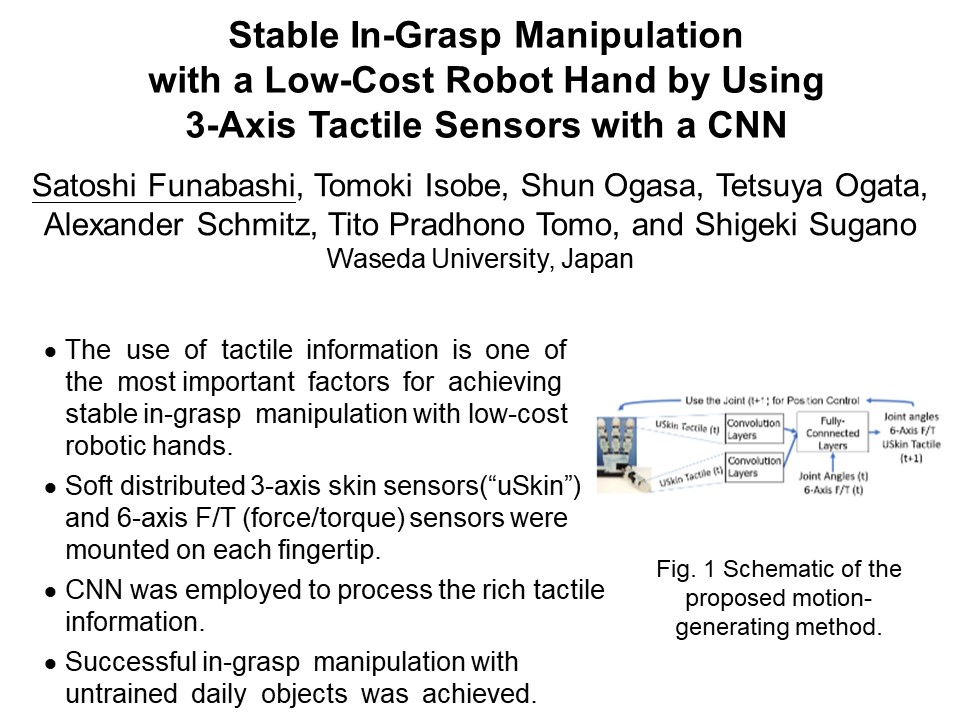 Stable In-Grasp Manipulation
with a Low-Cost Robot Hand by Using
3-Axis Tactile Sensors with a CNN
Satoshi Funabashi, Tomoki Isobe, Shun Ogasa, Tetsuya Ogata,
Alexander Schmitz, Tito Pradhono Tomo, and Shigeki Sugano
Waseda University, Japan
● The use of tactile information is one of
the most important factors for achieving
stable in-grasp manipulation with low-cost
robotic hands.
● Soft distributed 3-axis skin sensors(“uSkin”)
and 6-axis F/T (force/torque) sensors were
mounted on each fingertip.
● CNN was employed to process the rich tactile
information.
● Successful in-grasp manipulation with
untrained daily objects was achieved.
Use the Joint (t+1) for Position Control
USkin Tactile (t)
Convolution
Layers
USkin Tactile (t)
Convolution
Layers
Fully-
Connnected
Layers
Joint Angles (t)
6-Axis F/T (t)
Joint angles
6-Axis F/T
USkin Tactile
(t+1)
Fig. 1 Schematic of the
proposed motion-
generating method.